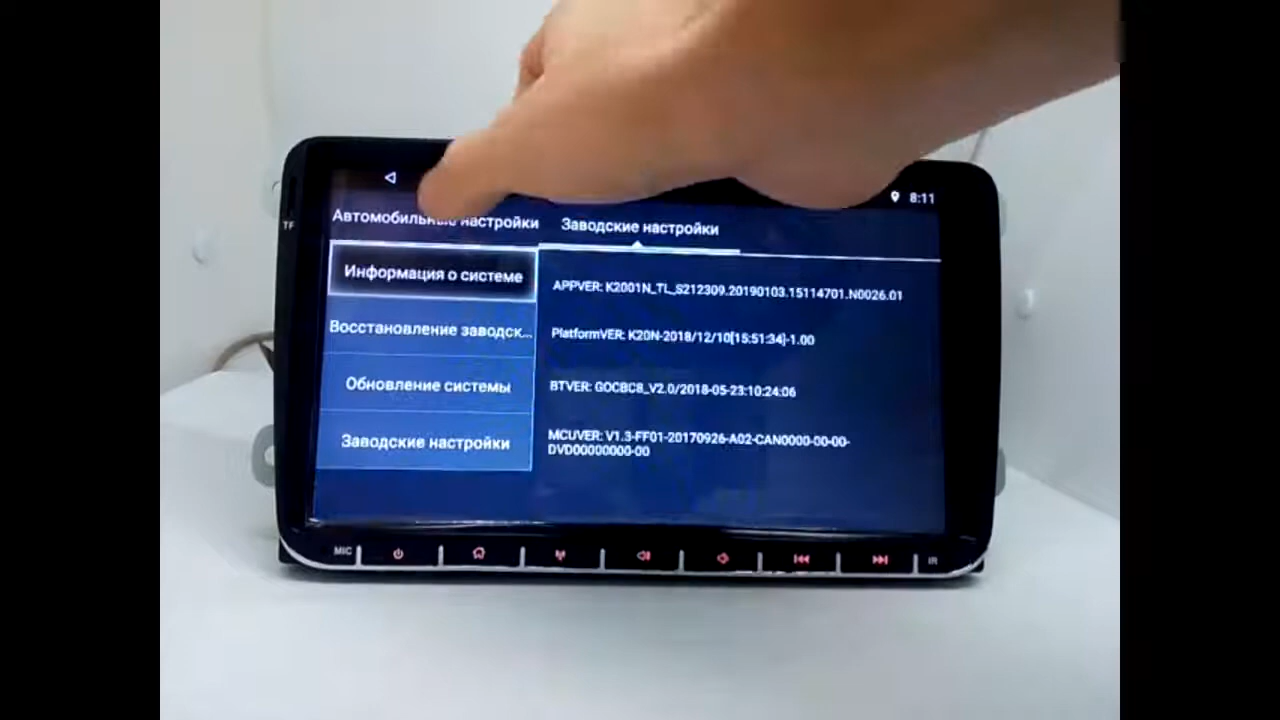 8:11
TF
Автомобильные настройки
Заводские настройки
Информация о системе
APPVER: K2001N_TL_S212309.20190103.15114701.N0026.01
Восстановление заводск...
PlatformVER: K20N-2018/12/10[15:51:34]-1.00
Обновление системы
BTVER: GOCBC8_V2.0/2018-05-23:10:24:06
Заводские настройки
MCUVER: V1.3-FF01-20170926-A02-CAN0000-00-00-
DVD00000000-00
MIC
IR